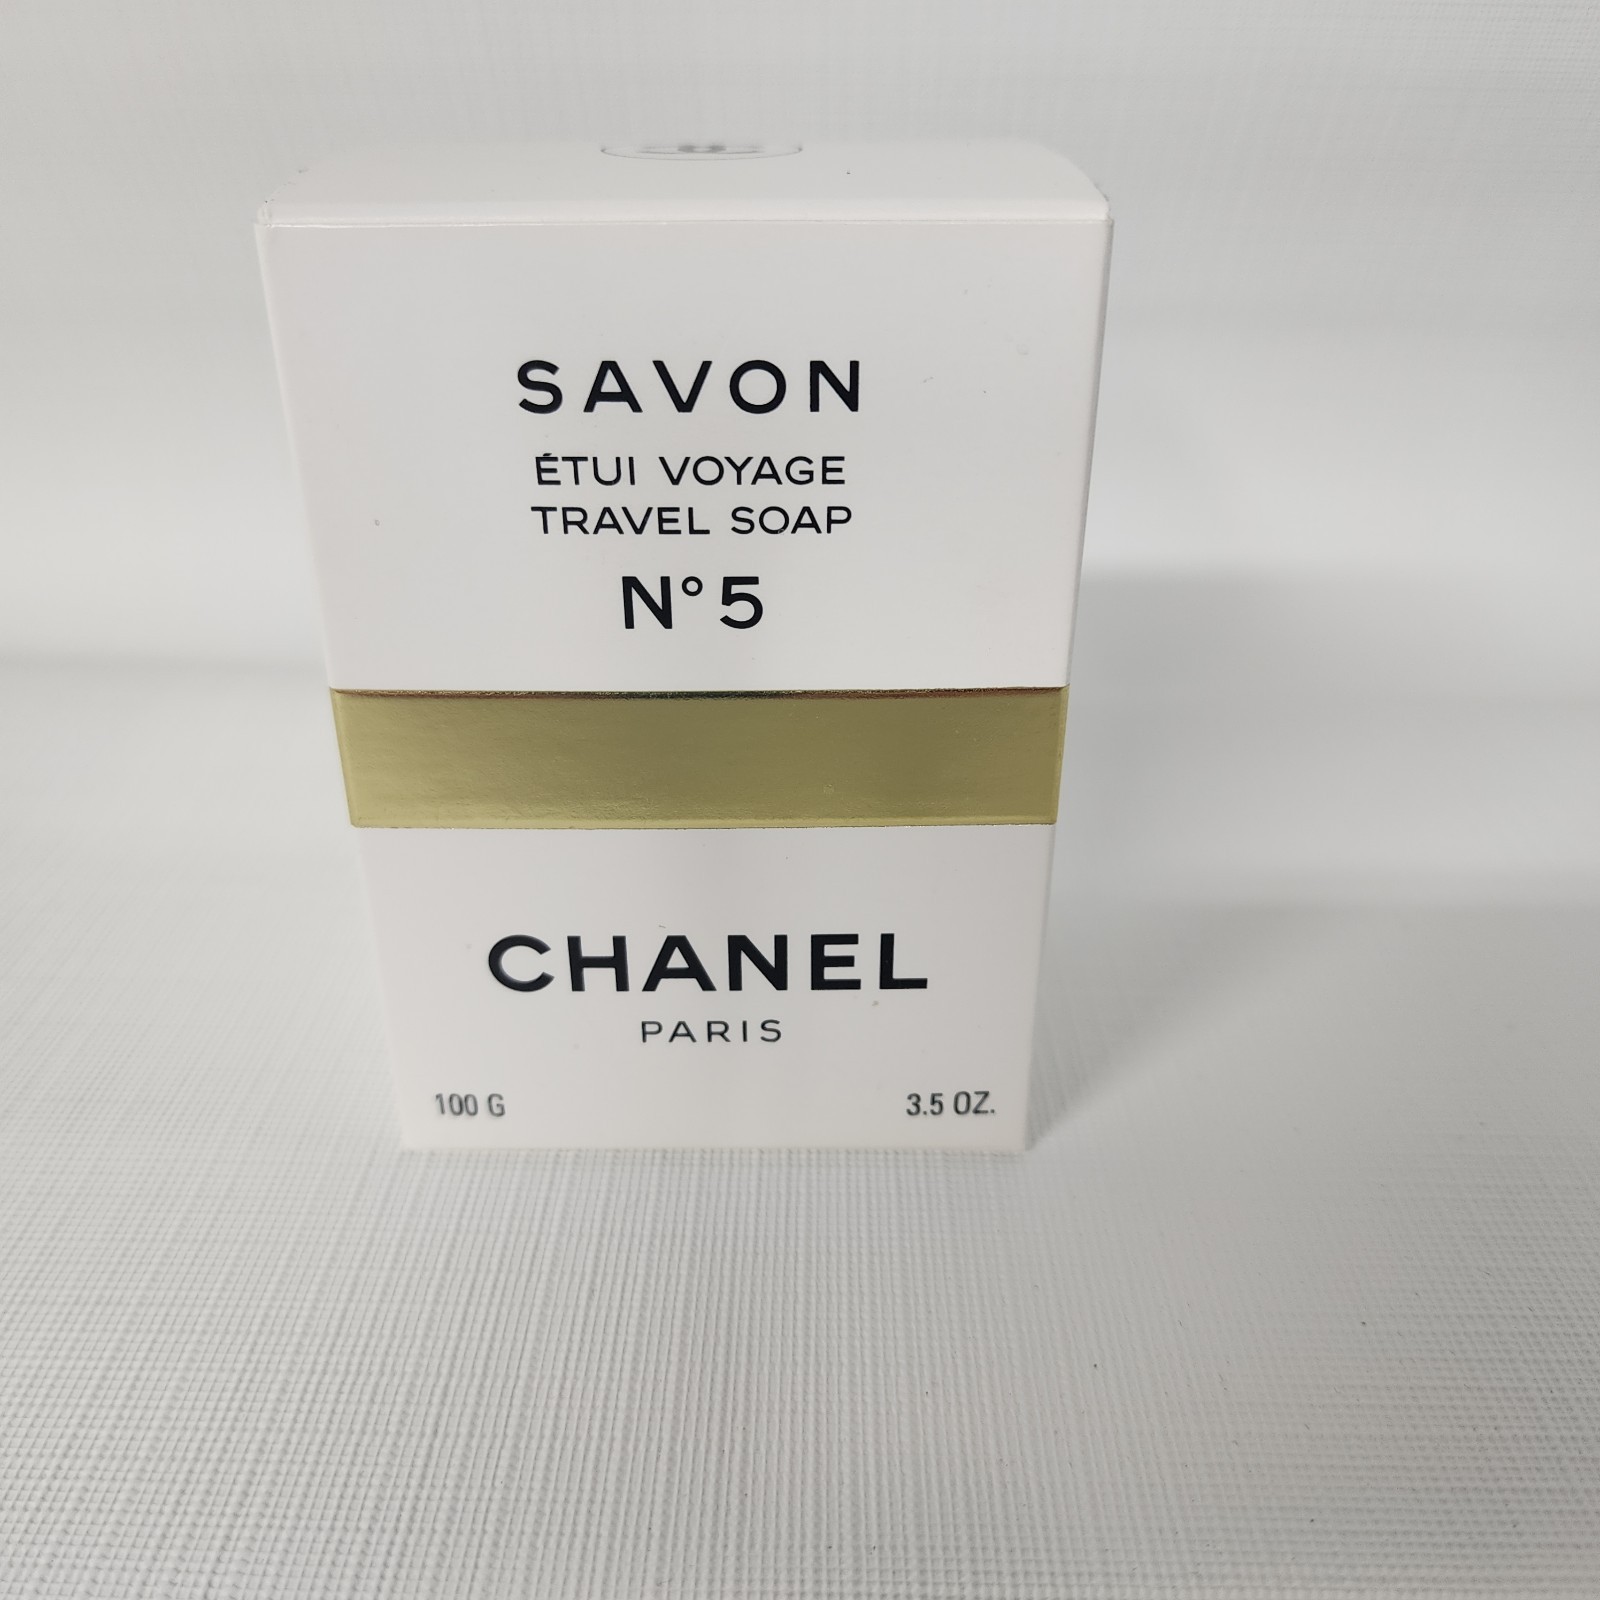 SAVON
ÉTUI VOYAGE
TRAVEL SOAP
N°5
CHANEL
PARIS
100 G 3.5 OZ.